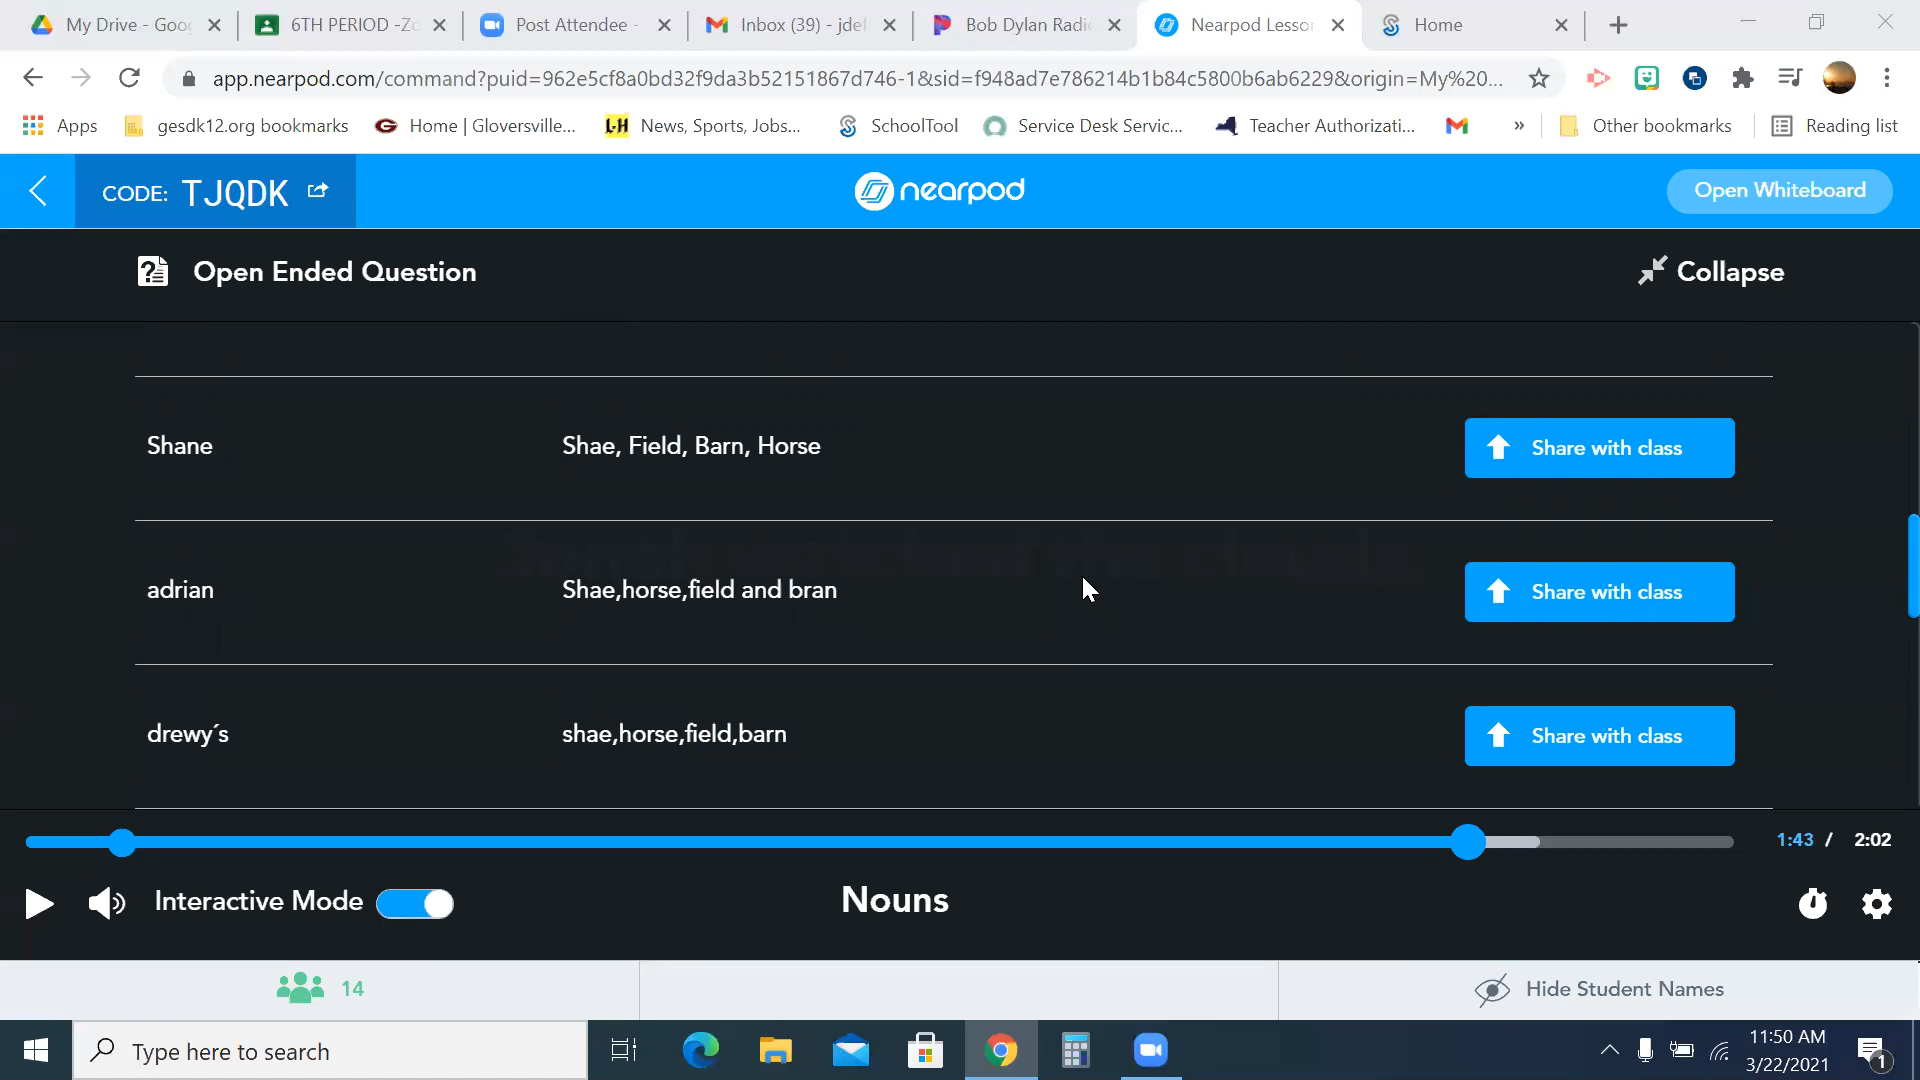 My Drive - Goo
6TH PERIOD -Zo
Post Attendee -
Inbox (39) - jdef
Bob Dylan Radi
Nearpod Lesson
Home
app.nearpod.com/command?puid=962e5cf8a0bd32f9da3b52151867d746-1&sid=f948ad7e786214b1b84c5800b6ab6229&origin=My%20...
Apps
gesdk12.org bookmarks
Home | Gloversville...
News, Sports, Jobs...
SchoolTool
Service Desk Servic...
Teacher Authorizati...
»
Other bookmarks
Reading list
CODE: TJQDK
nearpod
Open Whiteboard
Open Ended Question
Collapse
Shane
Shae, Field, Barn, Horse
Share with class
adrian
Shae,horse,field and bran
Share with class
drewy´s
shae,horse,field,barn
Share with class
1:43 / 2:02
Interactive Mode
Nouns
14
Hide Student Names
Type here to search
11:50 AM
3/22/2021
1